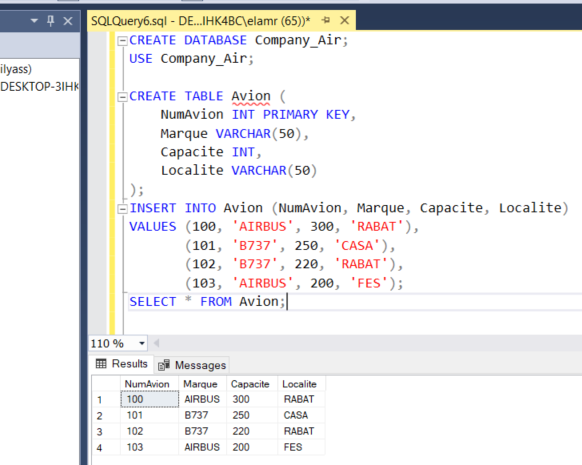 SQLQuery6.sql - DE...IHK4BC\elamr (65))*
ilyass)
DESKTOP-3IHK
CREATE DATABASE Company_Air;
USE Company_Air;
CREATE TABLE Avion (
NumAvion INT PRIMARY KEY,
Marque VARCHAR(50),
Capacite INT,
Localite VARCHAR(50)
);
INSERT INTO Avion (NumAvion, Marque, Capacite, Localite)
VALUES (100, 'AIRBUS', 300, 'RABAT'),
(101, 'B737', 250, 'CASA'),
(102, 'B737', 220, 'RABAT'),
(103, 'AIRBUS', 200, 'FES');
SELECT * FROM Avion;
110 %
Results Messages
NumAvion Marque Capacite Localite
1 100 AIRBUS 300 RABAT
2 101 B737 250 CASA
3 102 B737 220 RABAT
4 103 AIRBUS 200 FES